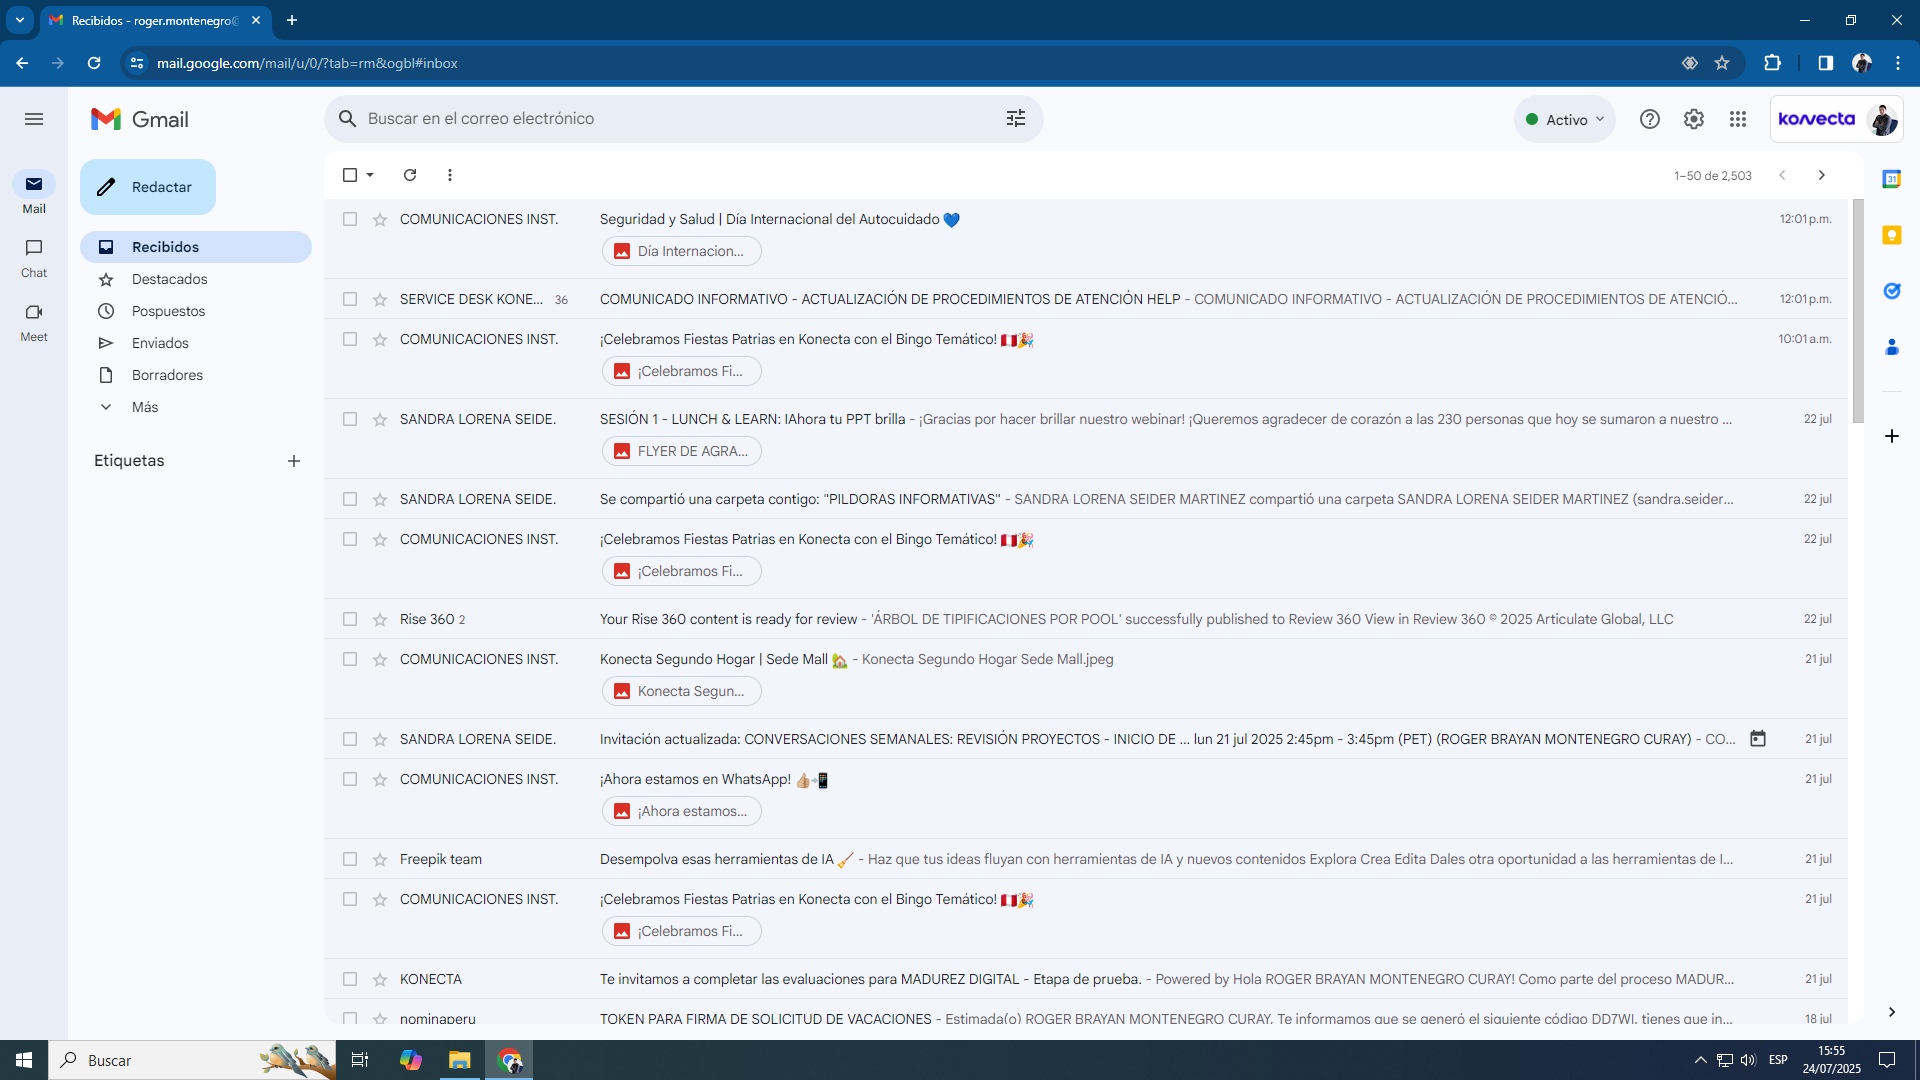 Recibidos - roger.montenegro@
mail.google.com/mail/u/0/?tab=rm&ogbl#inbox
Gmail
Buscar en el correo electrónico
Activo
konecta
Redactar
1–50 de 2,503
Mail
Chat
Meet
Recibidos
Destacados
Pospuestos
Enviados
Borradores
Más
Etiquetas
COMUNICACIONES INST. Seguridad y Salud | Día Internacional del Autocuidado 💙 12:01 p.m.
Día Internacion...
SERVICE DESK KONE... 36 COMUNICADO INFORMATIVO - ACTUALIZACIÓN DE PROCEDIMIENTOS DE ATENCIÓN HELP - COMUNICADO INFORMATIVO - ACTUALIZACIÓN DE PROCEDIMIENTOS DE ATENCIÓ... 12:01 p.m.
COMUNICACIONES INST. ¡Celebramos Fiestas Patrias en Konecta con el Bingo Temático! 🇵🇪🎉 10:01 a.m.
¡Celebramos Fi...
SANDRA LORENA SEIDE. SESIÓN 1 - LUNCH & LEARN: IAhora tu PPT brilla - ¡Gracias por hacer brillar nuestro webinar! ¡Queremos agradecer de corazón a las 230 personas que hoy se sumaron a nuestro ... 22 jul
FLYER DE AGRA...
SANDRA LORENA SEIDE. Se compartió una carpeta contigo: "PILDORAS INFORMATIVAS" - SANDRA LORENA SEIDER MARTINEZ compartió una carpeta SANDRA LORENA SEIDER MARTINEZ (sandra.seider... 22 jul
COMUNICACIONES INST. ¡Celebramos Fiestas Patrias en Konecta con el Bingo Temático! 🇵🇪🎉 22 jul
¡Celebramos Fi...
Rise 360 2 Your Rise 360 content is ready for review - 'ÁRBOL DE TIPIFICACIONES POR POOL' successfully published to Review 360 View in Review 360 © 2025 Articulate Global, LLC 22 jul
COMUNICACIONES INST. Konecta Segundo Hogar | Sede Mall 🏡 - Konecta Segundo Hogar Sede Mall.jpeg 21 jul
Konecta Segun...
SANDRA LORENA SEIDE. Invitación actualizada: CONVERSACIONES SEMANALES: REVISIÓN PROYECTOS - INICIO DE ... lun 21 jul 2025 2:45pm - 3:45pm (PET) (ROGER BRAYAN MONTENEGRO CURAY) - CO... 21 jul
COMUNICACIONES INST. ¡Ahora estamos en WhatsApp! 👍🏼📲 21 jul
¡Ahora estamos...
Freepik team Desempolva esas herramientas de IA 🧹 - Haz que tus ideas fluyan con herramientas de IA y nuevos contenidos Explora Crea Edita Dales otra oportunidad a las herramientas de I... 21 jul
COMUNICACIONES INST. ¡Celebramos Fiestas Patrias en Konecta con el Bingo Temático! 🇵🇪🎉 21 jul
¡Celebramos Fi...
KONECTA Te invitamos a completar las evaluaciones para MADUREZ DIGITAL - Etapa de prueba. - Powered by Hola ROGER BRAYAN MONTENEGRO CURAY! Como parte del proceso MADUR... 21 jul
nominaperu TOKEN PARA FIRMA DE SOLICITUD DE VACACIONES - Estimada(o) ROGER BRAYAN MONTENEGRO CURAY, Te informamos que se generó el siguiente código DD7WI, tienes que in... 18 jul
31
Buscar
ESP
15:55
24/07/2025